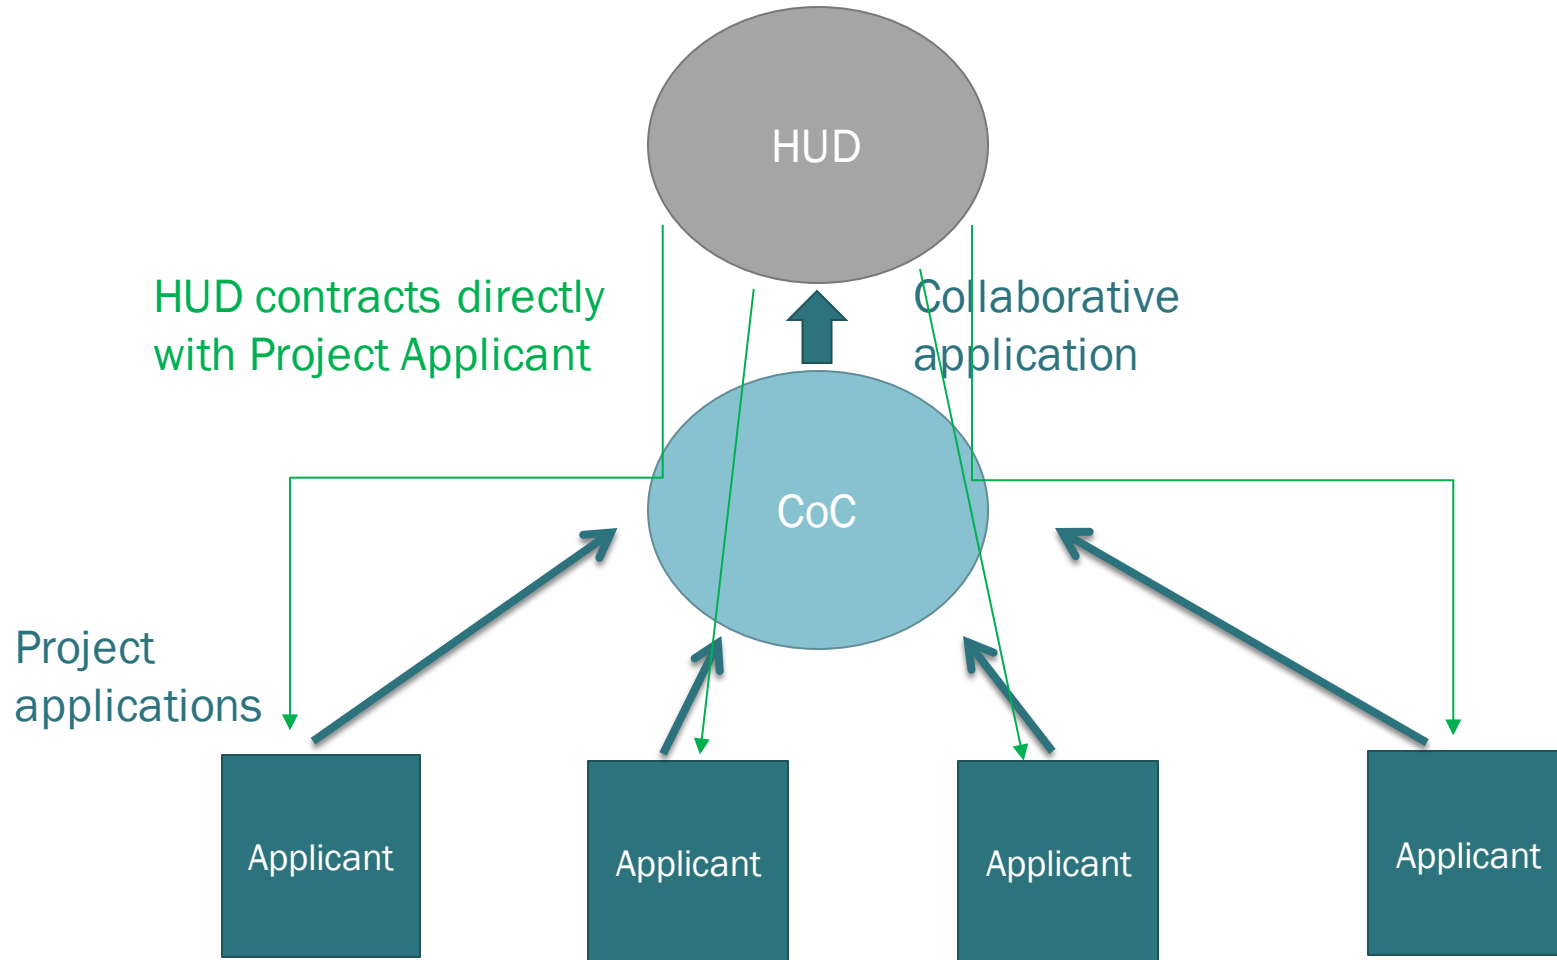 HUD
HUD contracts directly
with Project Applicant
Collaborative
application
CoC
Project
applications
Applicant
Applicant
Applicant
Applicant